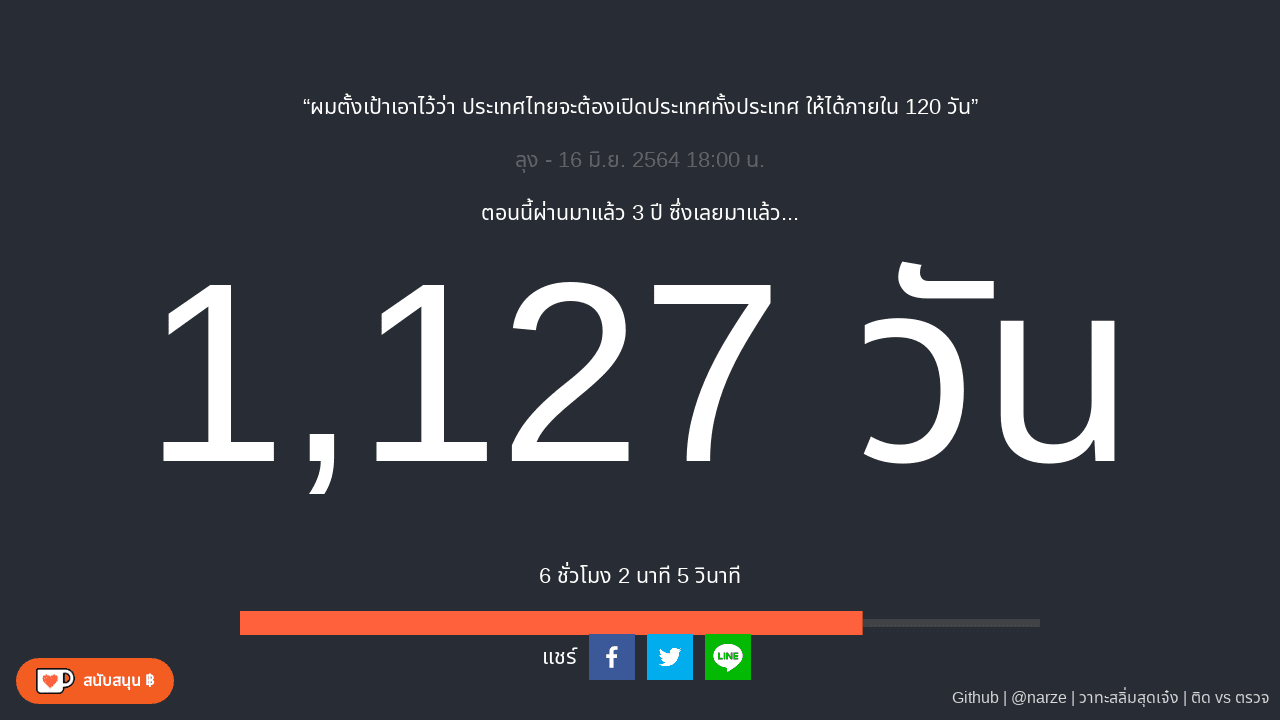 “ผมตั้งเป้าเอาไว้ว่า ประเทศไทยจะต้องเปิดประเทศทั้งประเทศ ให้ได้ภายใน 120 วัน”
ลุง - 16 มิ.ย. 2564 18:00 น.
ตอนนี้ผ่านมาแล้ว 3 ปี ซึ่งเลยมาแล้ว...
1,127 วัน
6 ชั่วโมง 2 นาที 5 วินาที
แชร์
LINE
สนับสนุน ฿
Github | @narze | วาทะสลิ่มสุดเจ๋ง | ติด vs ตรวจ